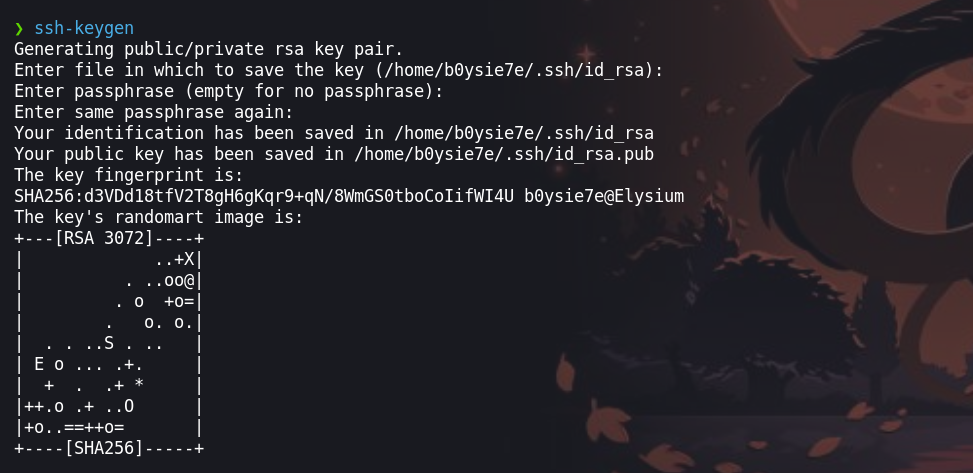 ❯ ssh-keygen
Generating public/private rsa key pair.
Enter file in which to save the key (/home/b0ysie7e/.ssh/id_rsa):
Enter passphrase (empty for no passphrase):
Enter same passphrase again:
Your identification has been saved in /home/b0ysie7e/.ssh/id_rsa
Your public key has been saved in /home/b0ysie7e/.ssh/id_rsa.pub
The key fingerprint is:
SHA256:d3VDd18tfV2T8gH6gKqr9+qN/8WmGS0tboCoIifWI4U b0ysie7e@Elysium
The key's randomart image is:
+---[RSA 3072]----+
|             ..+X|
|          . ..oo@|
|         . o  +o=|
|        .   o. o.|
|  . . ..S . ..   |
| E o ... .+.     |
|  +  .  .+ *     |
|++.o .+ ..O      |
|+o..==++o=       |
+----[SHA256]-----+